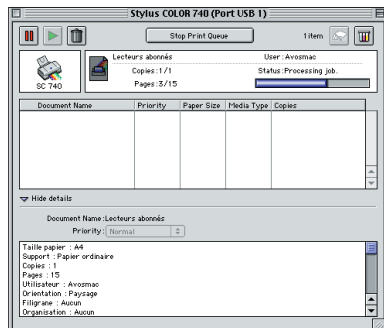 Stylus COLOR 740 (Port USB 1)
Stop Print Queue
1 item
SC 740
Lecteurs abonnés
User : Avosmac
Copies : 1/1
Status : Processing job.
Pages : 3/15
Document Name Priority Paper Size Media Type Copies
Hide details
Document Name : Lecteurs abonnés
Priority : Normal
Taille papier : A4
Support : Papier ordinaire
Copies : 1
Pages : 15
Utilisateur : Avosmac
Orientation : Paysage
Filigrane : Aucun
Organisation : Aucun